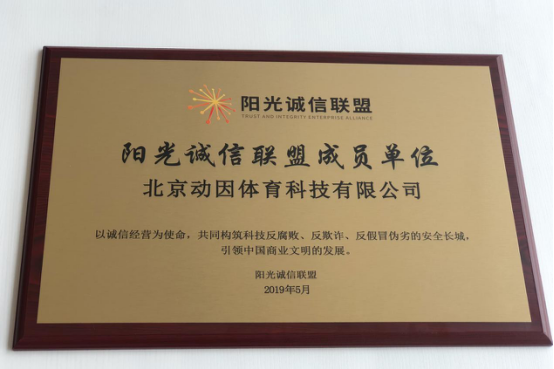 阳光诚信联盟
TRUST AND INTEGRITY ENTERPRISE ALLIANCE
阳光诚信联盟成员单位
北京动因体育科技有限公司
以诚信经营为使命，共同构筑科技反腐败、反欺诈、反假冒伪劣的安全长城，
引领中国商业文明的发展。
阳光诚信联盟
2019年5月